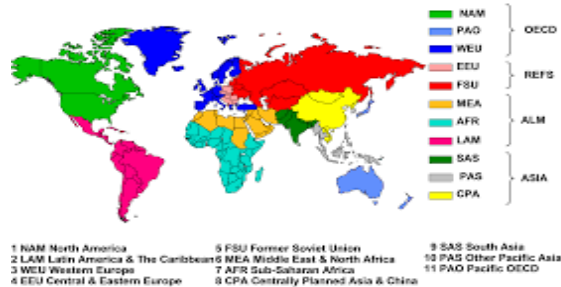 NAM
PAO
WEU
OECD
EEU
FSU
REFS
MEA
AFR
LAM
ALM
SAS
PAS
CPA
ASIA
1 NAM North America
2 LAM Latin America & The Caribbean
3 WEU Western Europe
4 EEU Central & Eastern Europe
5 FSU Former Soviet Union
6 MEA Middle East & North Africa
7 AFR Sub-Saharan Africa
8 CPA Centrally Planned Asia & China
9 SAS South Asia
10 PAS Other Pacific Asia
11 PAO Pacific OECD